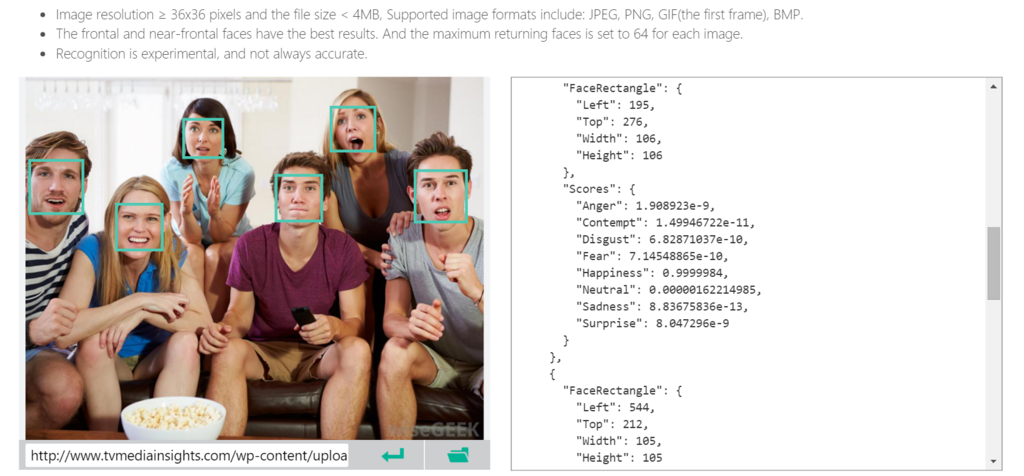 Image resolution ≥ 36x36 pixels and the file size < 4MB, Supported image formats include: JPEG, PNG, GIF(the first frame), BMP.
The frontal and near-frontal faces have the best results. And the maximum returning faces is set to 64 for each image.
Recognition is experimental, and not always accurate.
"FaceRectangle": {
"Left": 195,
"Top": 276,
"Width": 106,
"Height": 106
},
"Scores": {
"Anger": 1.908923e-9,
"Contempt": 1.49946722e-11,
"Disgust": 6.82871037e-10,
"Fear": 7.14548865e-10,
"Happiness": 0.9999984,
"Neutral": 0.00000162214985,
"Sadness": 8.83675836e-13,
"Surprise": 8.047296e-9
}
},
{
"FaceRectangle": {
"Left": 544,
"Top": 212,
"Width": 105,
"Height": 105
seGEEK
http://www.tvmediainsights.com/wp-content/uploa